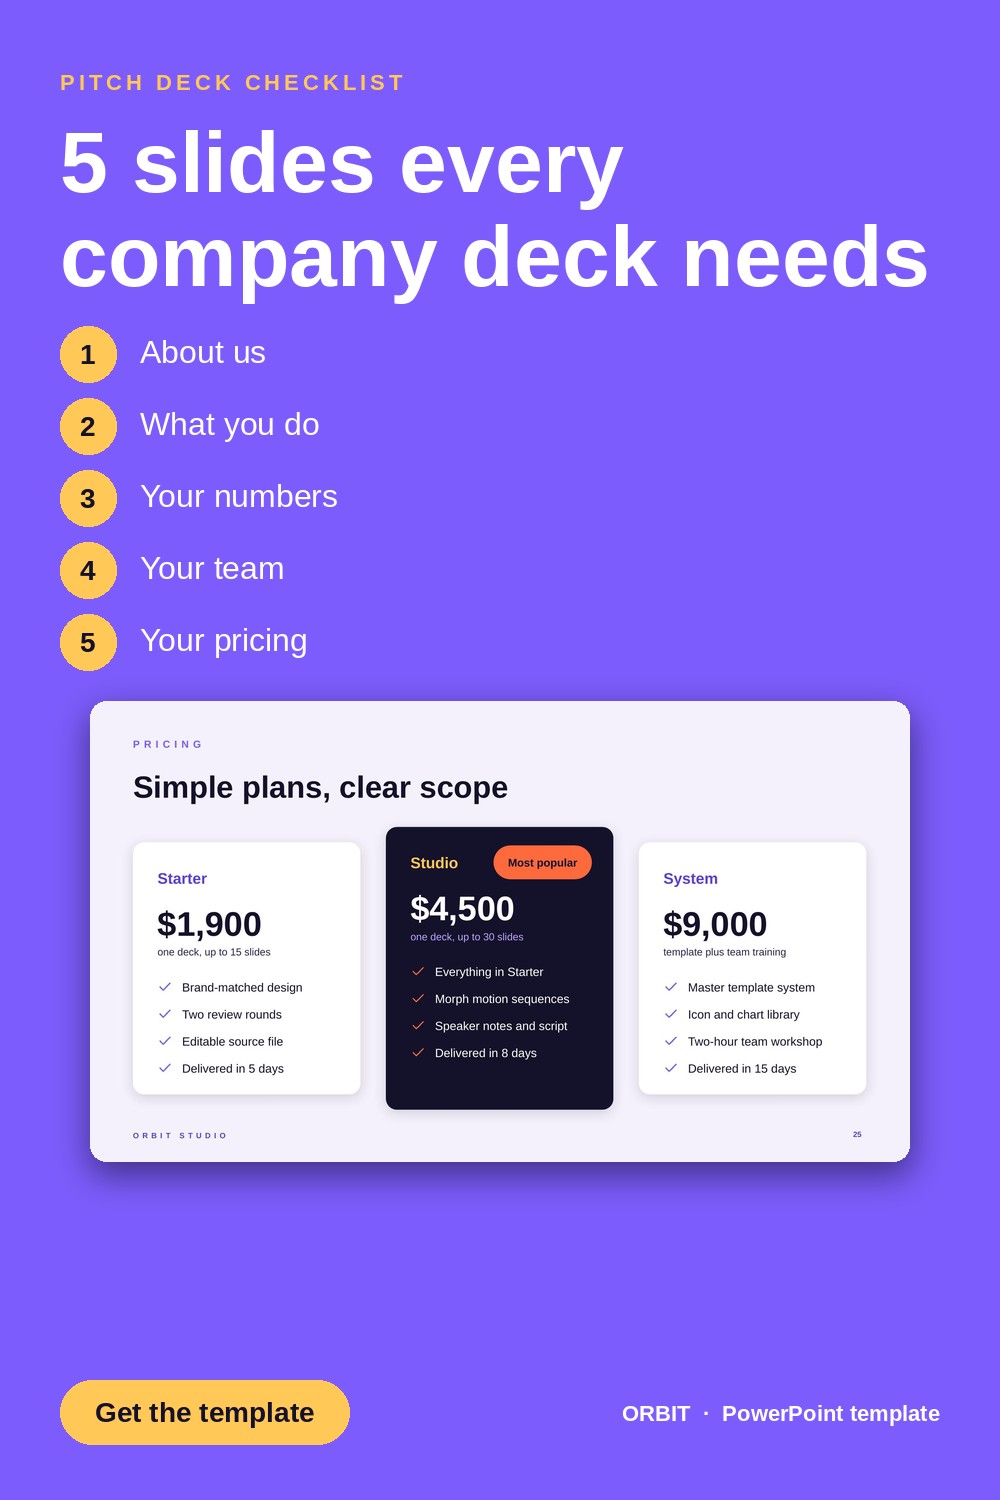 PITCH DECK CHECKLIST
5 slides every
company deck needs
1 About us
2 What you do
3 Your numbers
4 Your team
5 Your pricing
PRICING
Simple plans, clear scope
Starter
$1,900
one deck, up to 15 slides
Brand-matched design
Two review rounds
Editable source file
Delivered in 5 days
Studio
Most popular
$4,500
one deck, up to 30 slides
Everything in Starter
Morph motion sequences
Speaker notes and script
Delivered in 8 days
System
$9,000
template plus team training
Master template system
Icon and chart library
Two-hour team workshop
Delivered in 15 days
ORBIT STUDIO
25
Get the template
ORBIT · PowerPoint template